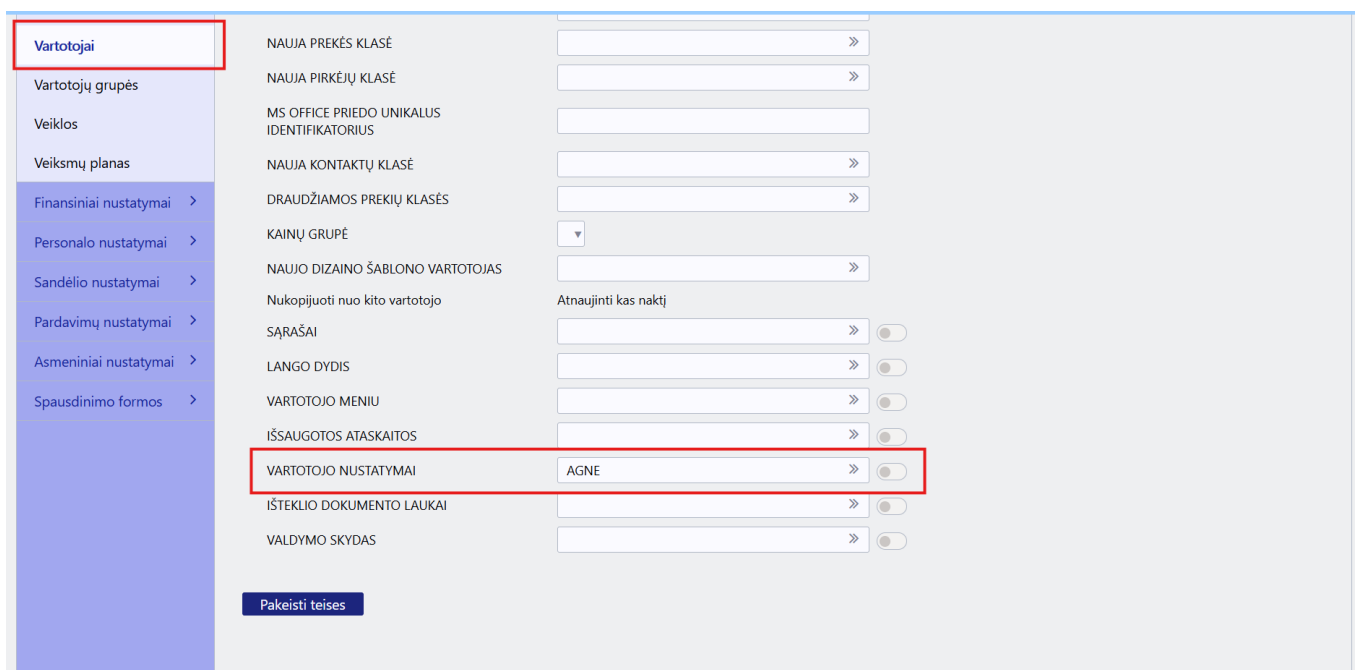 Vartotojai
Vartotojų grupės
Veiklos
Veiksmų planas
Finansiniai nustatymai
Personalo nustatymai
Sandėlio nustatymai
Pardavimų nustatymai
Asmeniniai nustatymai
Spausdinimo formos
NAUJA PREKĖS KLASĖ
NAUJA PIRKĖJŲ KLASĖ
MS OFFICE PRIEDO UNIKALUS
IDENTIFIKATORIUS
NAUJA KONTAKTŲ KLASĖ
DRAUDŽIAMOS PREKIŲ KLASĖS
KAINŲ GRUPĖ
NAUJO DIZAINO ŠABLONO VARTOTOJAS
Nukopijuoti nuo kito vartotojo Atnaujinti kas naktį
SĄRAŠAI
LANGO DYDIS
VARTOTOJO MENIU
IŠSAUGOTOS ATASKAITOS
VARTOTOJO NUSTATYMAI AGNE
IŠTEKLIO DOKUMENTO LAUKAI
VALDYMO SKYDAS
Pakeisti teises